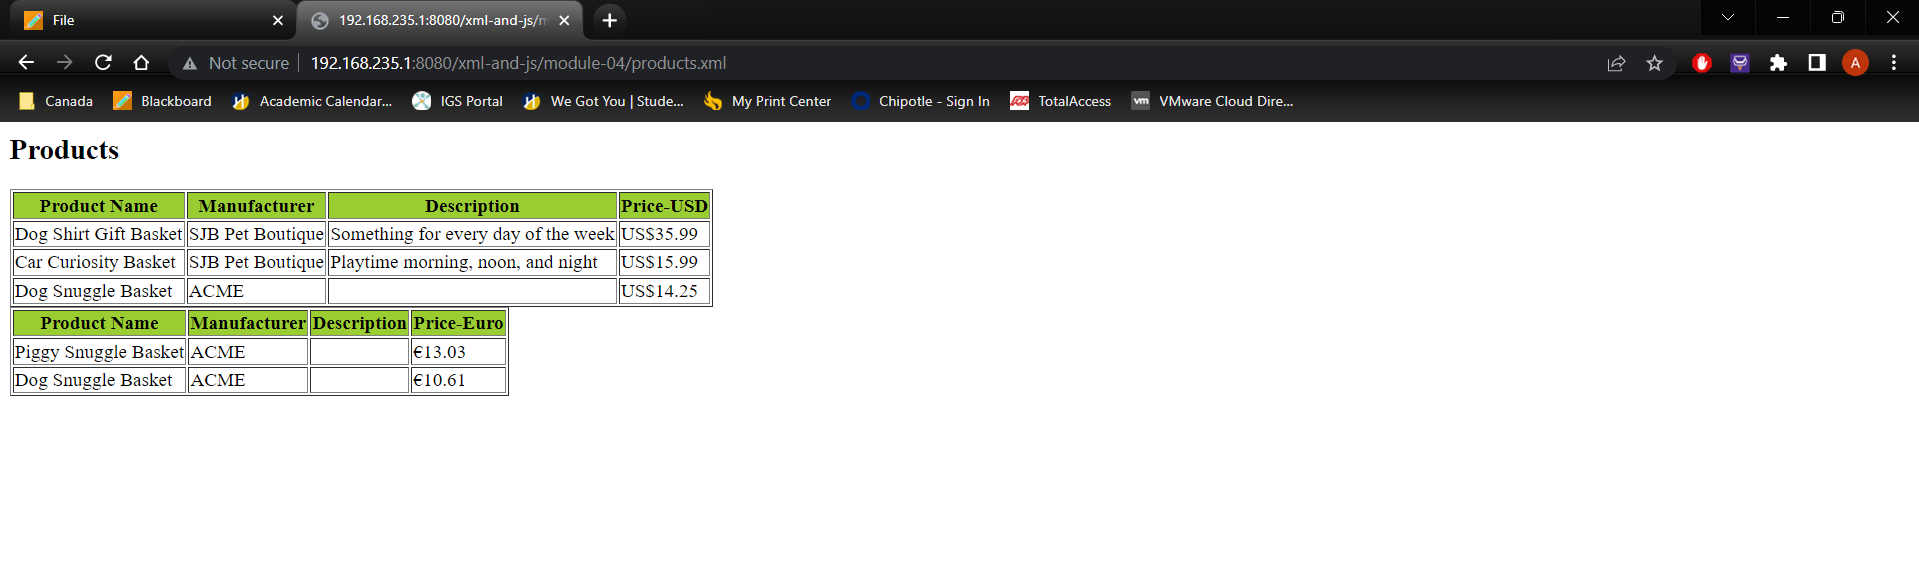 File
192.168.235.1:8080/xml-and-js/m
Not secure 192.168.235.1:8080/xml-and-js/module-04/products.xml
A
Canada Blackboard Academic Calendar... IGS Portal We Got You | Stude... My Print Center Chipotle - Sign In ADP TotalAccess vm VMware Cloud Dire...
Products
Product Name Manufacturer Description Price-USD
Dog Shirt Gift Basket SJB Pet Boutique Something for every day of the week US$35.99
Car Curiosity Basket SJB Pet Boutique Playtime morning, noon, and night US$15.99
Dog Snuggle Basket ACME US$14.25
Product Name Manufacturer Description Price-Euro
Piggy Snuggle Basket ACME €13.03
Dog Snuggle Basket ACME €10.61